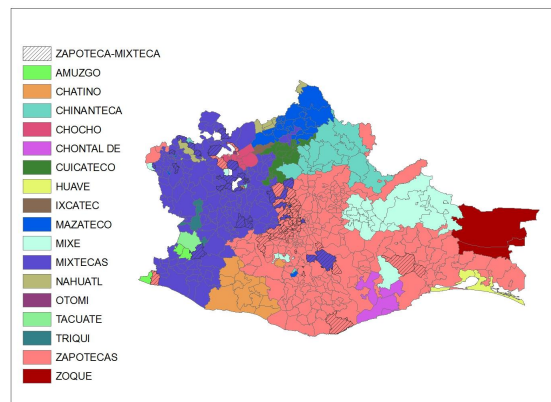 ZAPOTECA-MIXTECA
AMUZGO
CHATINO
CHINANTECA
CHOCHO
CHONTAL DE
CUICATECO
HUAVE
IXCATEC
MAZATECO
MIXE
MIXTECAS
NAHUATL
OTOMI
TACUATE
TRIQUI
ZAPOTECAS
ZOQUE